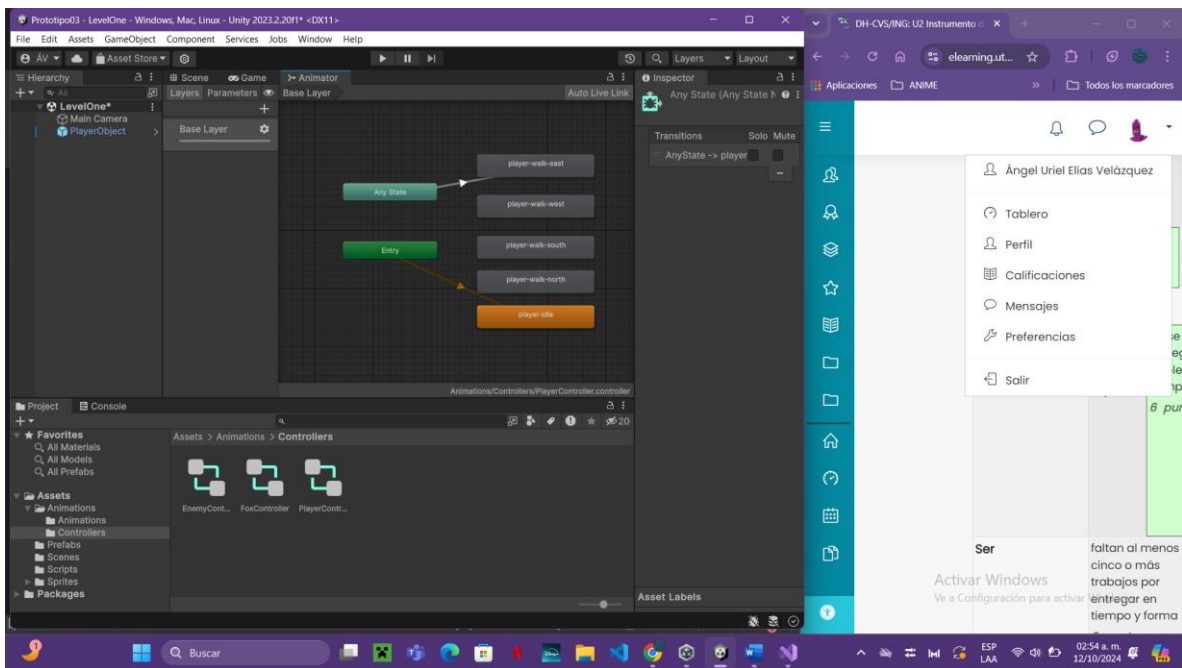 Prototipo03 - LevelOne - Windows, Mac, Linux - Unity 2023.2.20f1* <DX11>
File Edit Assets GameObject Component Services Jobs Window Help
ÁV Asset Store Layers Layout
Hierarchy
All
LevelOne*
Main Camera
PlayerObject
Scene Game Animator
Layers Parameters Base Layer Auto Live Link
Base Layer
Any State
Entry
player-walk-east
player-walk-west
player-walk-south
player-walk-north
player-idle
Animations/Controllers/PlayerController.controller
Inspector
Any State (Any State
Transitions Solo Mute
AnyState -> player
Asset Labels
Project Console
20
Favorites
All Materials
All Models
All Prefabs
Assets
Animations
Animations
Controllers
Prefabs
Scenes
Scripts
Sprites
Packages
Assets > Animations > Controllers
EnemyCont... FoxController PlayerContr...
DH-CVS/ING: U2 Instrumento d
elearning.ut...
Aplicaciones ANIME » Todos los marcadores
Ángel Uriel Elías Velázquez
Tablero
Perfil
Calificaciones
Mensajes
Preferencias
Salir
6 pur
Ser
faltan al menos
cinco o más
trabajos por
entregar en
tiempo y forma
Activar Windows
Ve a Configuración para activar
Buscar
ESP
LAA
02:54 a. m.
12/10/2024